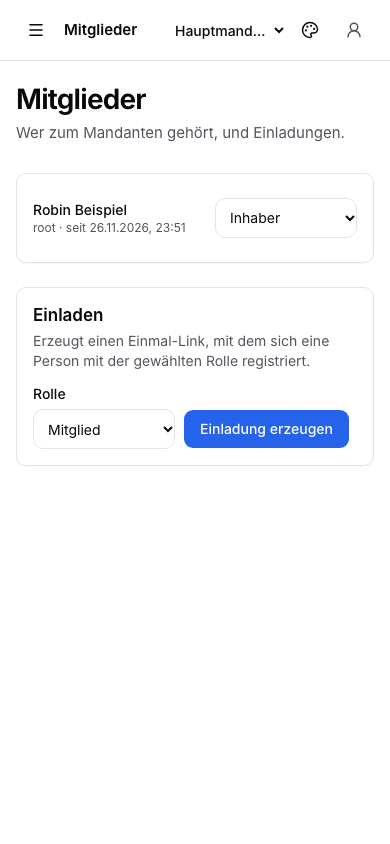 Mitglieder
Hauptmand...
Mitglieder
Wer zum Mandanten gehört, und Einladungen.
Robin Beispiel
root · seit 26.11.2026, 23:51
Inhaber
Einladen
Erzeugt einen Einmal-Link, mit dem sich eine
Person mit der gewählten Rolle registriert.
Rolle
Mitglied
Einladung erzeugen